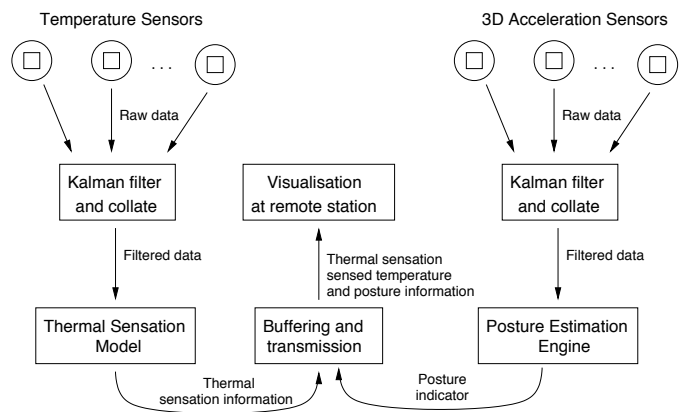 Temperature Sensors
3D Acceleration Sensors
...
...
Raw data
Raw data
Kalman filter
and collate
Visualisation
at remote station
Kalman filter
and collate
Filtered data
Thermal sensation
sensed temperature
and posture information
Filtered data
Thermal Sensation
Model
Buffering and
transmission
Posture Estimation
Engine
Thermal
sensation information
Posture
indicator